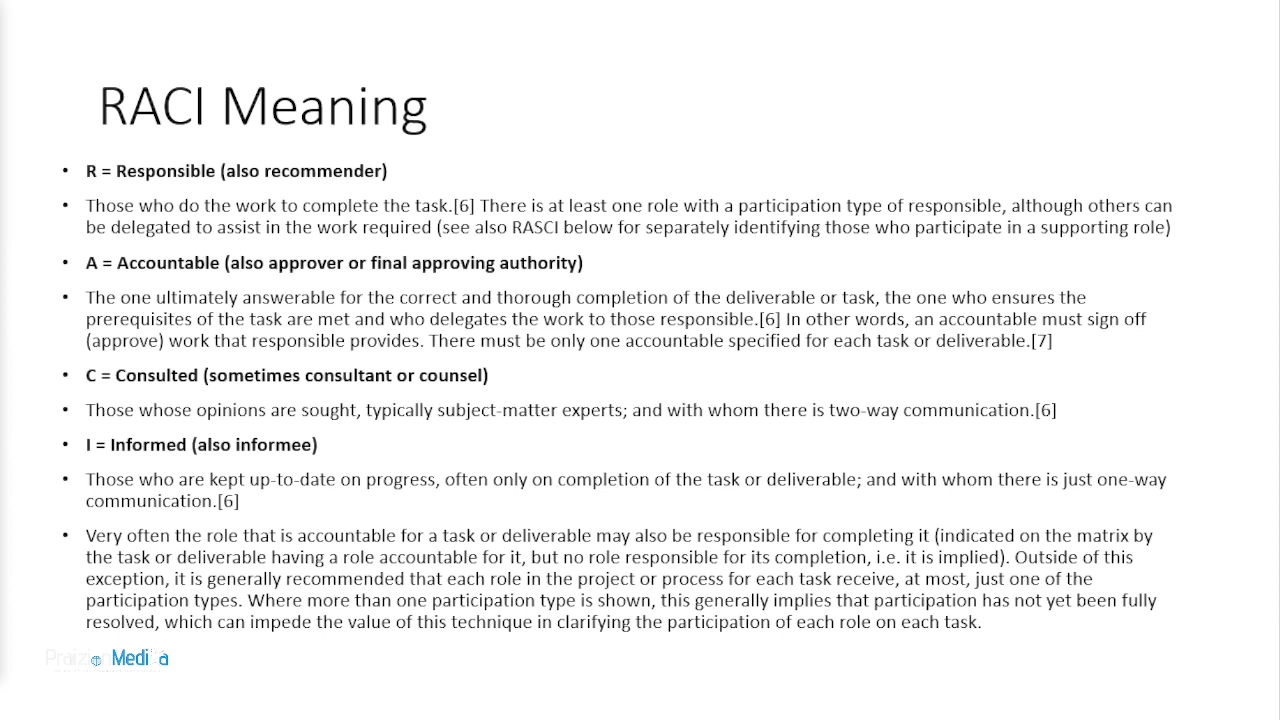 RACI Meaning
• R = Responsible (also recommender)
• Those who do the work to complete the task.[6] There is at least one role with a participation type of responsible, although others can
be delegated to assist in the work required (see also RASCI below for separately identifying those who participate in a supporting role)
• A = Accountable (also approver or final approving authority)
• The one ultimately answerable for the correct and thorough completion of the deliverable or task, the one who ensures the
prerequisites of the task are met and who delegates the work to those responsible.[6] In other words, an accountable must sign off
(approve) work that responsible provides. There must be only one accountable specified for each task or deliverable.[7]
• C = Consulted (sometimes consultant or counsel)
• Those whose opinions are sought, typically subject-matter experts; and with whom there is two-way communication.[6]
• I = Informed (also informee)
• Those who are kept up-to-date on progress, often only on completion of the task or deliverable; and with whom there is just one-way
communication.[6]
• Very often the role that is accountable for a task or deliverable may also be responsible for completing it (indicated on the matrix by
the task or deliverable having a role accountable for it, but no role responsible for its completion, i.e. it is implied). Outside of this
exception, it is generally recommended that each role in the project or process for each task receive, at most, just one of the
participation types. Where more than one participation type is shown, this generally implies that participation has not yet been fully
resolved, which can impede the value of this technique in clarifying the participation of each role on each task.
Media